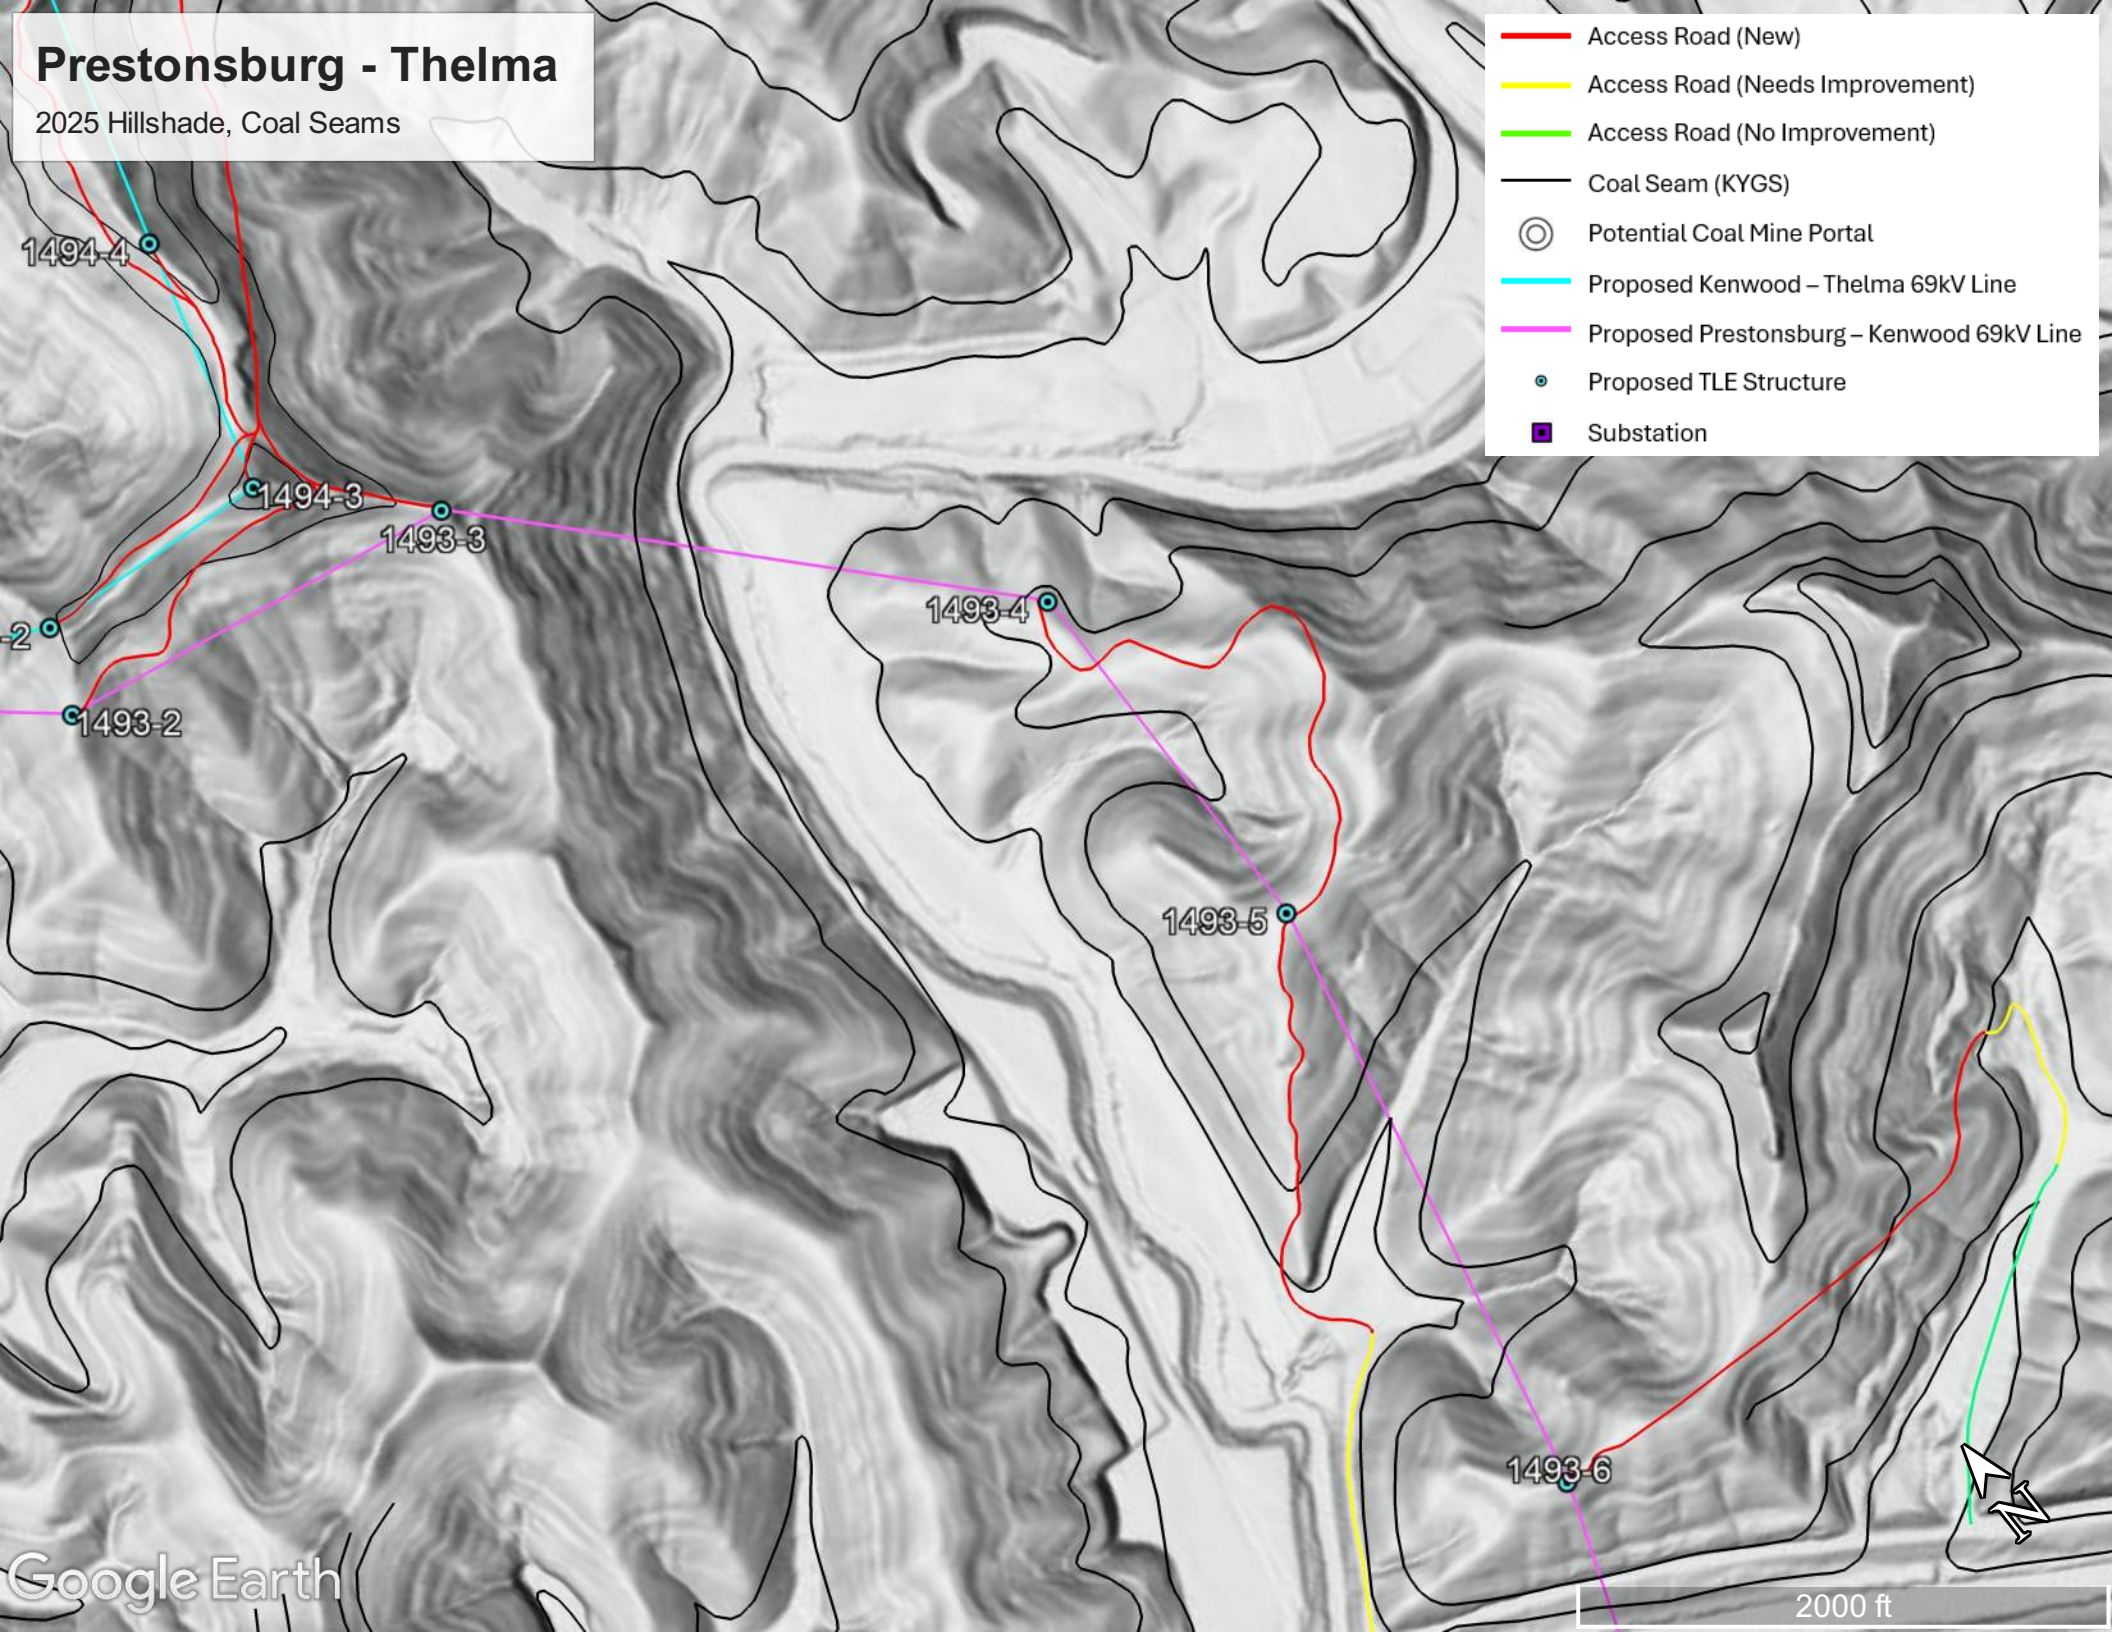 Prestonsburg - Thelma
2025 Hillshade, Coal Seams
Access Road (New)
Access Road (Needs Improvement)
Access Road (No Improvement)
Coal Seam (KYGS)
Potential Coal Mine Portal
Proposed Kenwood – Thelma 69kV Line
Proposed Prestonsburg – Kenwood 69kV Line
Proposed TLE Structure
Substation
1494-4
1494-3
1493-3
1493-4
-2
1493-2
1493-5
1493-6
N
Google Earth
2000 ft